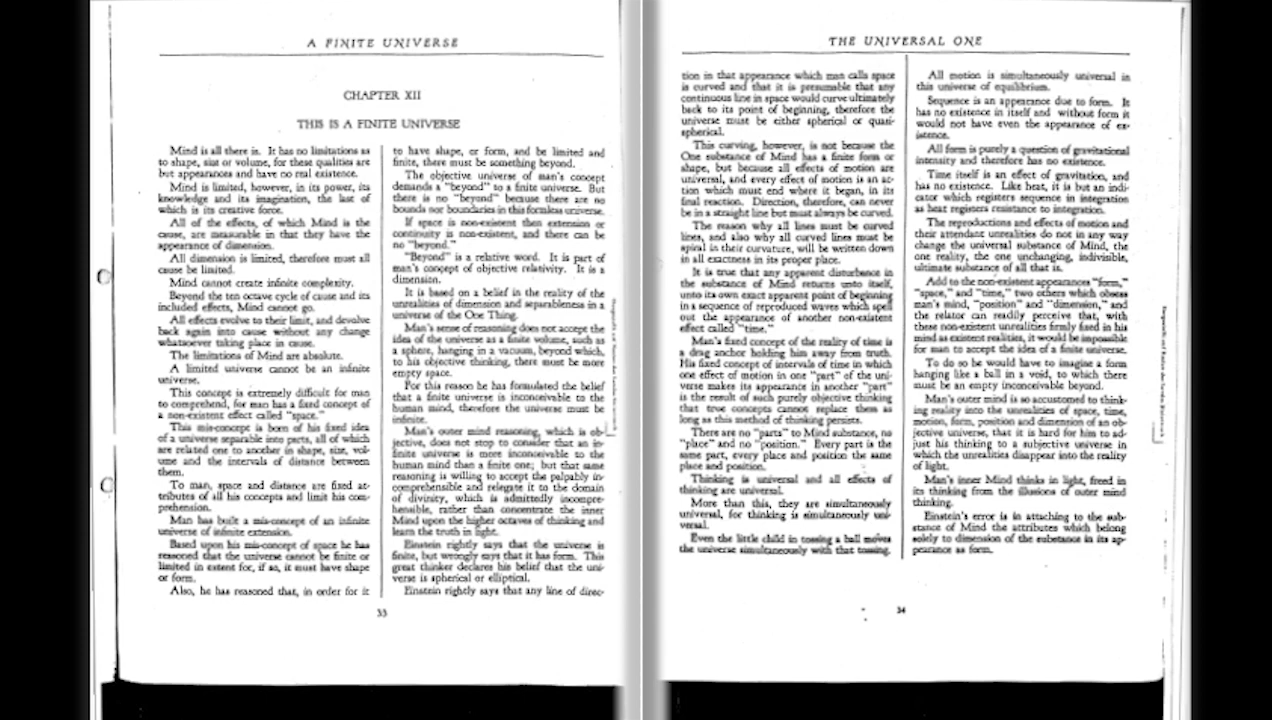 A FINITE UNIVERSE
CHAPTER XII
THIS IS A FINITE UNIVERSE
Mind is all there is. It has no limitations as
to shape, size or volume, for these qualities are
but appearances and have no real existence.
Mind is limited, however, in its power, its
knowledge and its imagination, the last of
which is its creative force.
All of the effects, of which Mind is the
cause, are measurable in that they have the
appearance of dimension.
All dimension is limited, therefore must all
cause be limited.
Mind cannot create infinite complexity.
Beyond the ten octave cycle of cause and its
included effects, Mind cannot go.
All effects evolve to their limit, and devolve
back again into cause without any change
whatsoever taking place in cause.
The limitations of Mind are absolute.
A limited universe cannot be an infinite
universe.
This concept is extremely difficult for man
to comprehend, for man has a fixed concept of
a non-existent effect called "space."
This mis-concept is born of his fixed idea
of a universe separable into parts, all of which
are related one to another in shape, size, vol-
ume and the intervals of distance between
them.
To man, space and distance are fixed at-
tributes of all his concepts and limit his com-
prehension.
Man has built a mis-concept of an infinite
universe of infinite extension.
Based upon his mis-concept of space he has
reasoned that the universe cannot be finite or
limited in extent for, if so, it must have shape
or form.
Also, he has reasoned that, in order for it
to have shape, or form, and be limited and
finite, there must be something beyond.
The objective universe of man's concept
demands a "beyond" to a finite universe. But
there is no "beyond" because there are no
bounds nor boundaries in this formless universe.
If space is non-existent then extension or
continuity is non-existent, and there can be
no "beyond."
"Beyond" is a relative word. It is part of
man's concept of objective relativity. It is a
dimension.
It is based on a belief in the reality of the
unrealities of dimension and separableness in a
universe of the One Thing.
Man's sense of reasoning does not accept the
idea of the universe as a finite volume, such as
a sphere, hanging in a vacuum, beyond which,
to his objective thinking, there must be more
empty space.
For this reason he has formulated the belief
that a finite universe is inconceivable to the
human mind, therefore the universe must be
infinite.
Man's outer mind reasoning, which is ob-
jective, does not stop to consider that an in-
finite universe is more inconceivable to the
human mind than a finite one; but that same
reasoning is willing to accept the palpably in-
comprehensible and relegate it to the domain
of divinity, which is admittedly incompre-
hensible, rather than concentrate the inner
Mind upon the higher octaves of thinking and
learn the truth in light.
Einstein rightly says that the universe is
finite, but wrongly says that it has form. This
great thinker declares his belief that the uni-
verse is spherical or elliptical.
Einstein rightly says that any line of direc-
33
THE UNIVERSAL ONE
tion in that appearance which man calls space
is curved and that it is presumable that any
continuous line in space would curve ultimately
back to its point of beginning, therefore the
universe must be either spherical or quasi-
spherical.
This curving, however, is not because the
One substance of Mind has a finite form or
shape, but because all effects of motion are
universal, and every effect of motion is an ac-
tion which must end where it began, in its
final reaction. Direction, therefore, can never
be in a straight line but must always be curved.
The reason why all lines must be curved
lines, and also why all curved lines must be
spiral in their curvature, will be written down
in all exactness in its proper place.
It is true that any apparent disturbance in
the substance of Mind returns unto itself,
unto its own exact apparent point of beginning
in a sequence of reproduced waves which spell
out the appearance of another non-existent
effect called "time."
Man's fixed concept of the reality of time is
a drag anchor holding him away from truth.
His fixed concept of intervals of time in which
one effect of motion in one "part" of the uni-
verse makes its appearance in another "part"
is the result of such purely objective thinking
that true concepts cannot replace them as
long as this method of thinking persists.
There are no "parts" to Mind substance, no
"place" and no "position." Every part is the
same part, every place and position the same
place and position.
Thinking is universal and all effects of
thinking are universal.
More than this, they are simultaneously
universal, for thinking is simultaneously uni-
versal.
Even the little child in tossing a ball moves
the universe simultaneously with that tossing.
All motion is simultaneously universal in
this universe of equilibrium.
Sequence is an appearance due to form. It
has no existence in itself and without form it
would not have even the appearance of ex-
istence.
All form is purely a question of gravitational
intensity and therefore has no existence.
Time itself is an effect of gravitation, and
has no existence. Like heat, it is but an indi-
cator which registers sequence in integration
as heat registers resistance to integration.
The reproductions and effects of motion and
their attendant unrealities do not in any way
change the universal substance of Mind, the
one reality, the one unchanging, indivisible,
ultimate substance of all that is.
Add to the non-existent appearances "form,"
"space," and "time," two others which obsess
man's mind, "position" and "dimension," and
the relator can readily perceive that, with
these non-existent unrealities firmly fixed in his
mind as existent realities, it would be impossible
for man to accept the idea of a finite universe.
To do so he would have to imagine a form
hanging like a ball in a void, to which there
must be an empty inconceivable beyond.
Man's outer mind is so accustomed to think-
ing reality into the unrealities of space, time,
motion, form, position and dimension of an ob-
jective universe, that it is hard for him to ad-
just his thinking to a subjective universe in
which the unrealities disappear into the reality
of light.
Man's inner Mind thinks in light, freed in
its thinking from the illusions of outer mind
thinking.
Einstein's error is in attaching to the sub-
stance of Mind the attributes which belong
solely to dimension of the substance in its ap-
pearance as form.
34